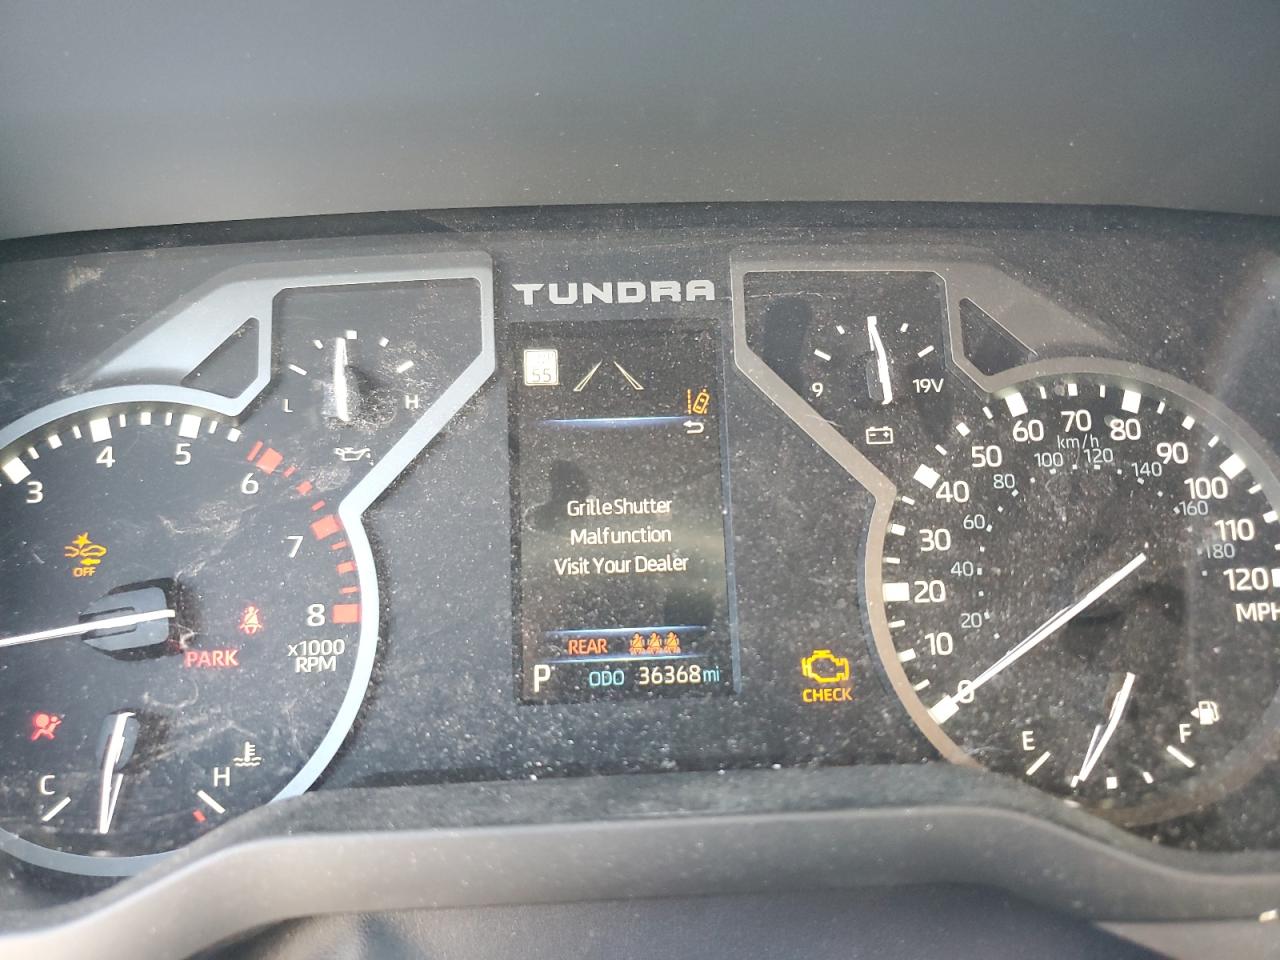 TUNDRA
L
H
9
19V
55
3
4
5
6
7
8
x1000
RPM
OFF
PARK
C
H
Grille Shutter
Malfunction
Visit Your Dealer
REAR
P
ODO 36368 mi
CHECK
0
10
20
30
40
50
60
70
80
90
100
110
120
MPH
km/h
20
40
60
80
100
120
140
160
180
E
F